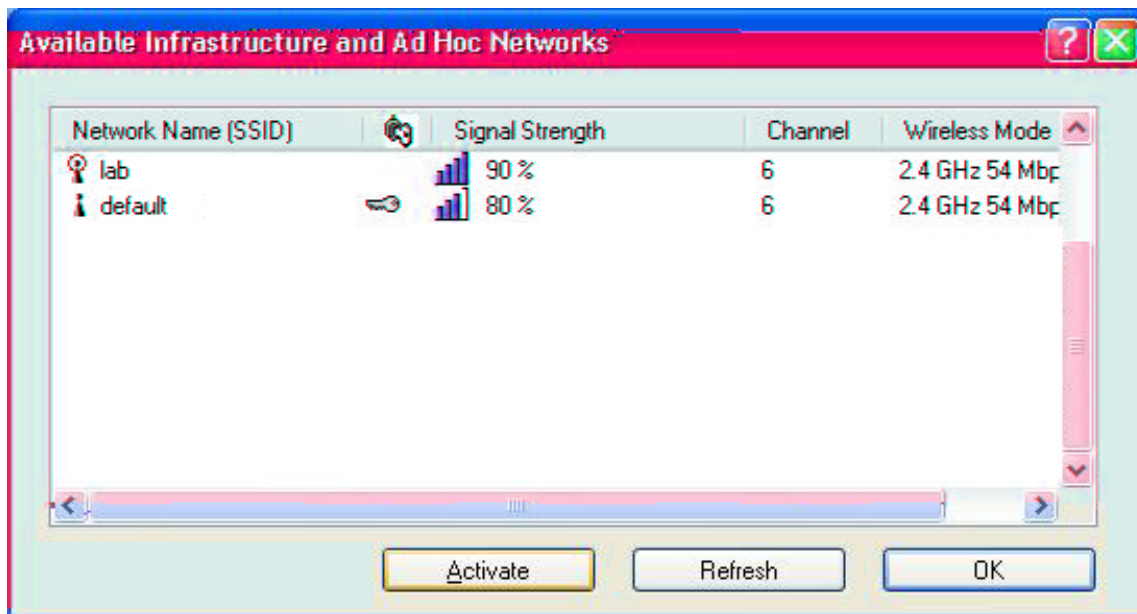 Available Infrastructure and Ad Hoc Networks
Network Name (SSID) Signal Strength Channel Wireless Mode
lab 90 % 6 2.4 GHz 54 Mbp
default 80 % 6 2.4 GHz 54 Mbp
Activate Refresh OK